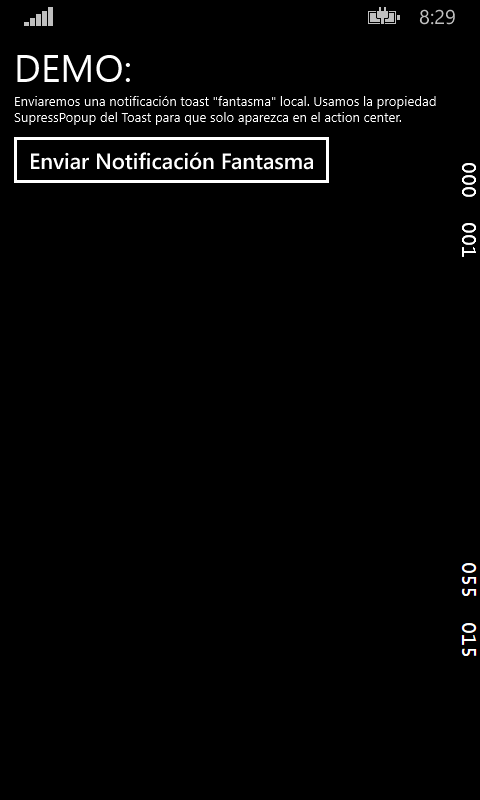 8:29
DEMO:
Enviaremos una notificación toast "fantasma" local. Usamos la propiedad
SupressPopup del Toast para que solo aparezca en el action center.
Enviar Notificación Fantasma
000
001
055
015